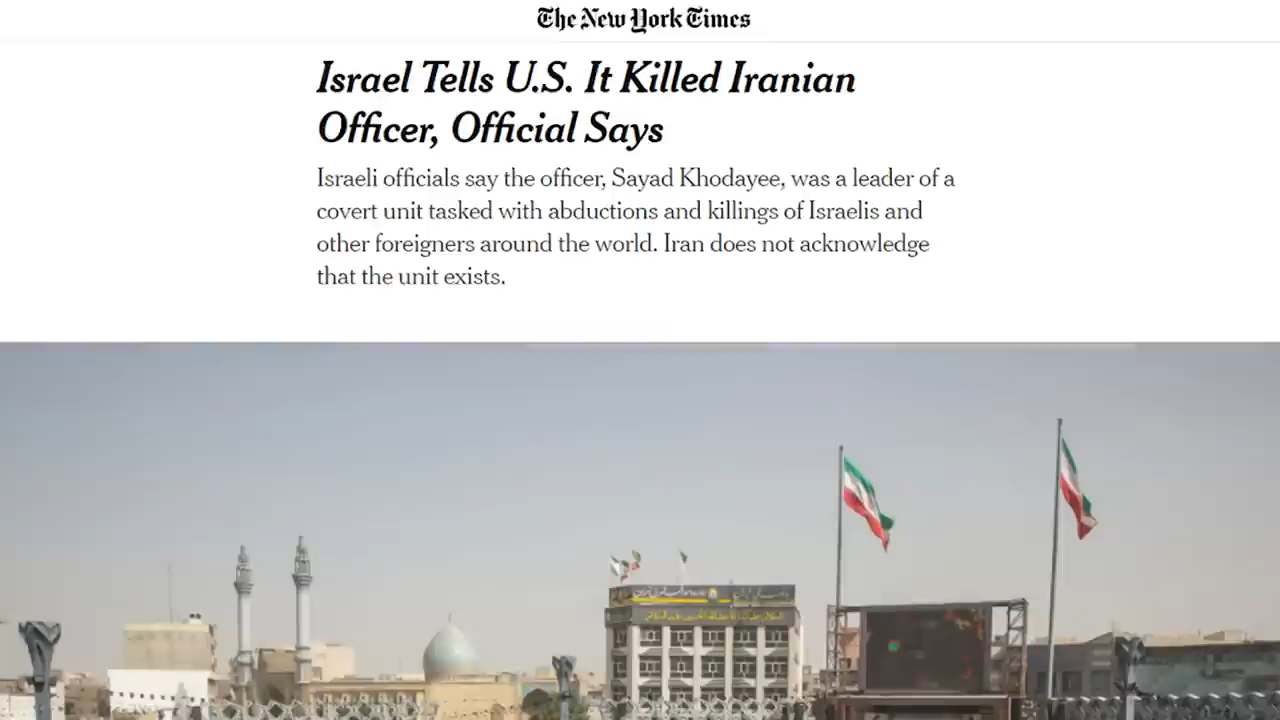 The New York Times
Israel Tells U.S. It Killed Iranian
Officer, Official Says
Israeli officials say the officer, Sayad Khodayee, was a leader of a
covert unit tasked with abductions and killings of Israelis and
other foreigners around the world. Iran does not acknowledge
that the unit exists.